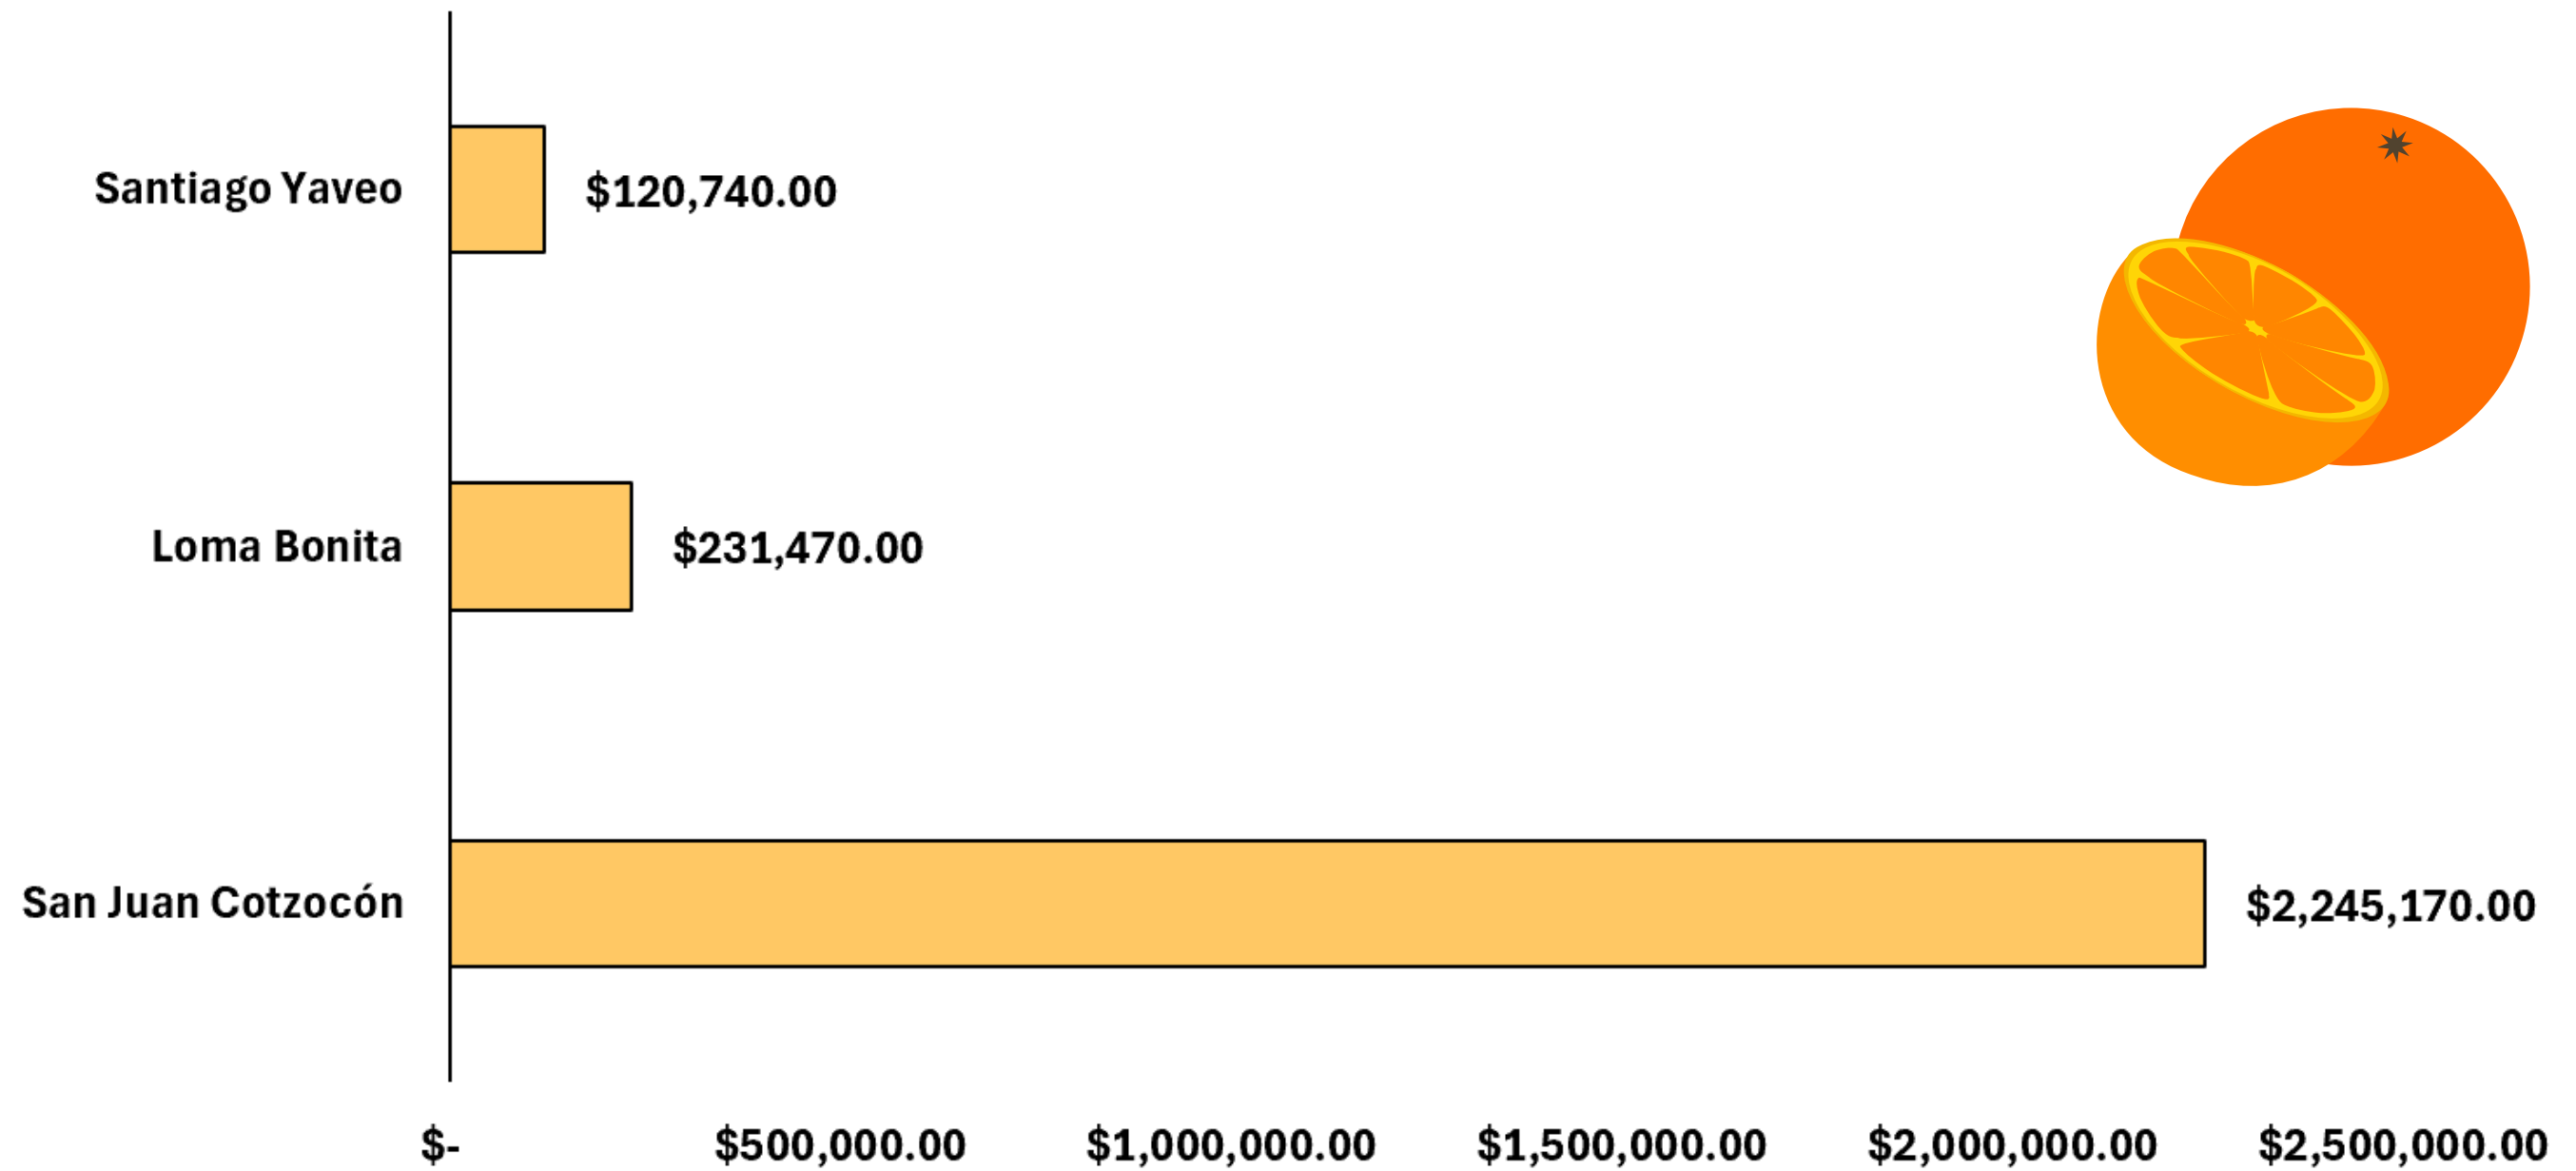 Santiago Yaveo $120,740.00
Loma Bonita $231,470.00
San Juan Cotzocón $2,245,170.00
$- $500,000.00 $1,000,000.00 $1,500,000.00 $2,000,000.00 $2,500,000.00